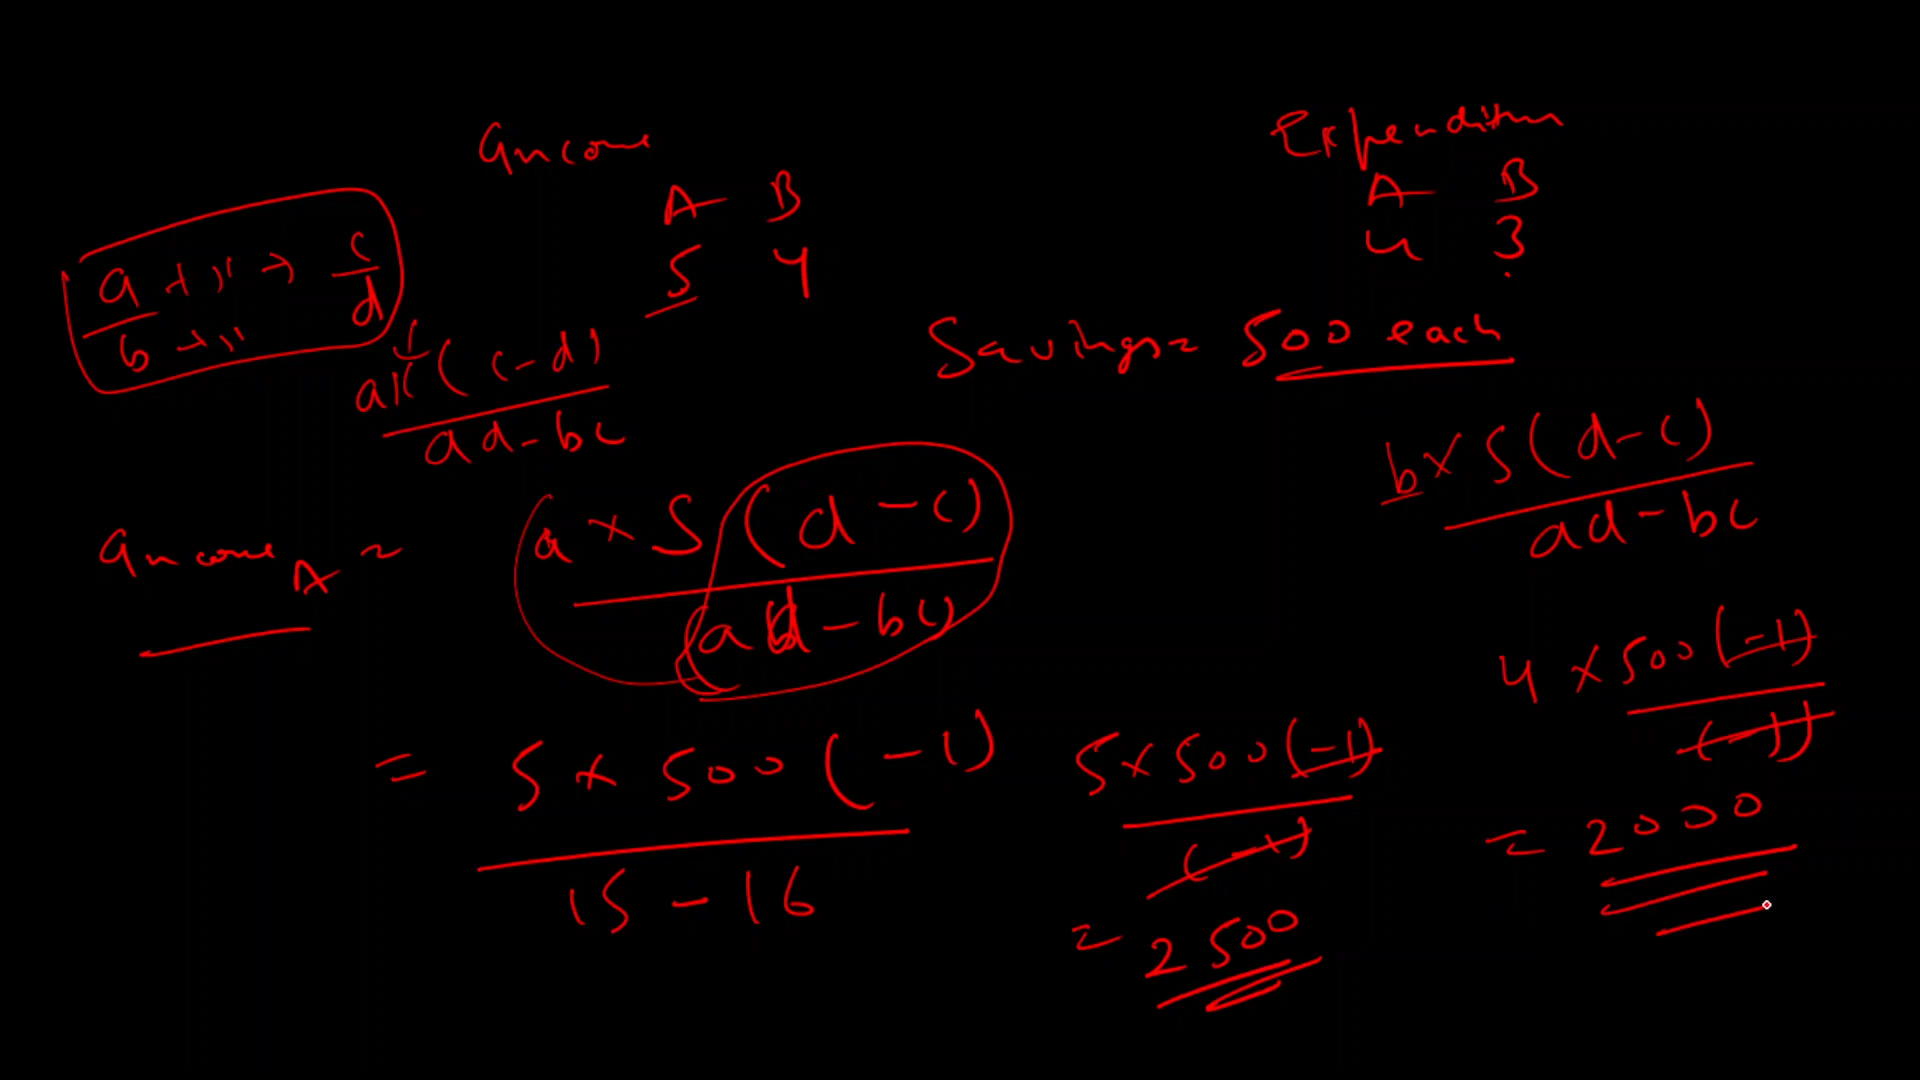 Income
A B
5 4
Expenditure
A B
4 3
Savings = 500 each
a + x → c
b + x d
a x (c - d)
ad - bc
Income A = a × S (d - c)
(ad - bc)
b × S (d - c)
ad - bc
= 5 × 500 (-1)
15 - 16
5 × 500 (-1)
(-1)
= 2500
4 × 500 (-1)
(-1)
= 2000